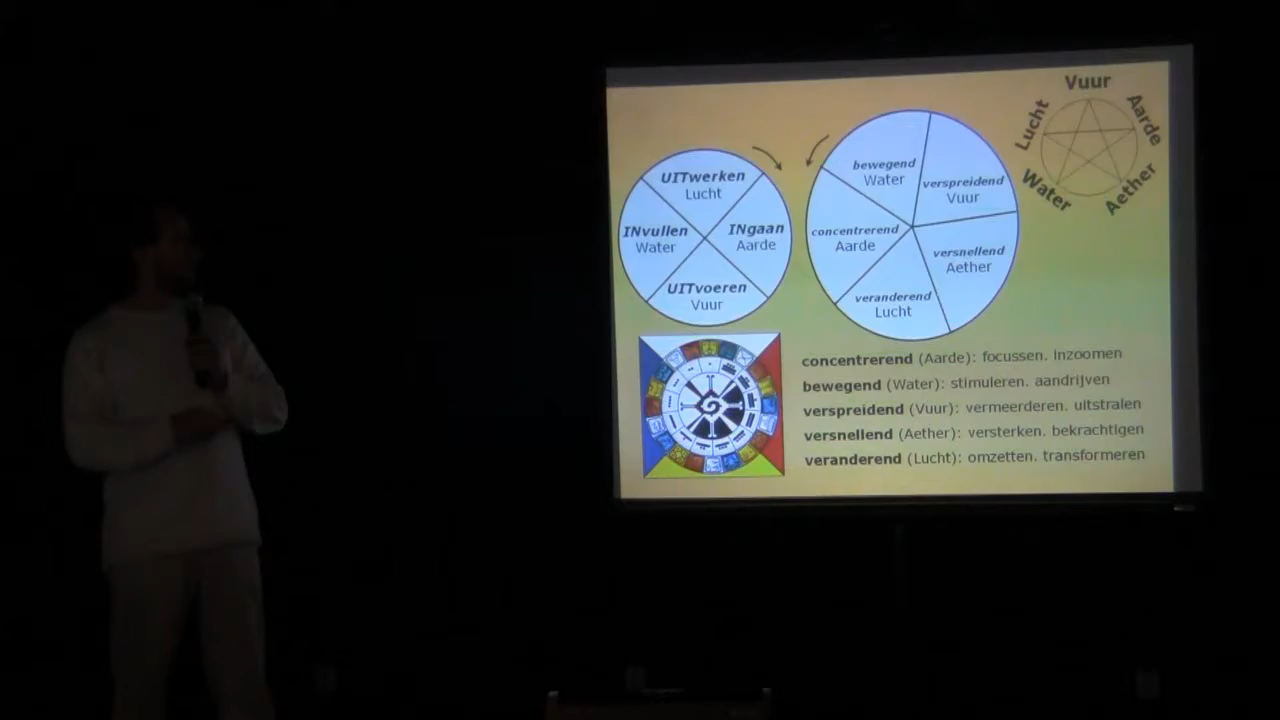 UITwerken
Lucht
INvullen
Water
INgaan
Aarde
UITvoeren
Vuur
bewegend
Water
verspreidend
Vuur
concentrerend
Aarde
versnellend
Aether
veranderend
Lucht
Vuur
Lucht
Aarde
Water
Aether
concentrerend (Aarde): focussen. Inzoomen
bewegend (Water): stimuleren. aandrijven
verspreidend (Vuur): vermeerderen. uitstralen
versnellend (Aether): versterken. bekrachtigen
veranderend (Lucht): omzetten. transformeren